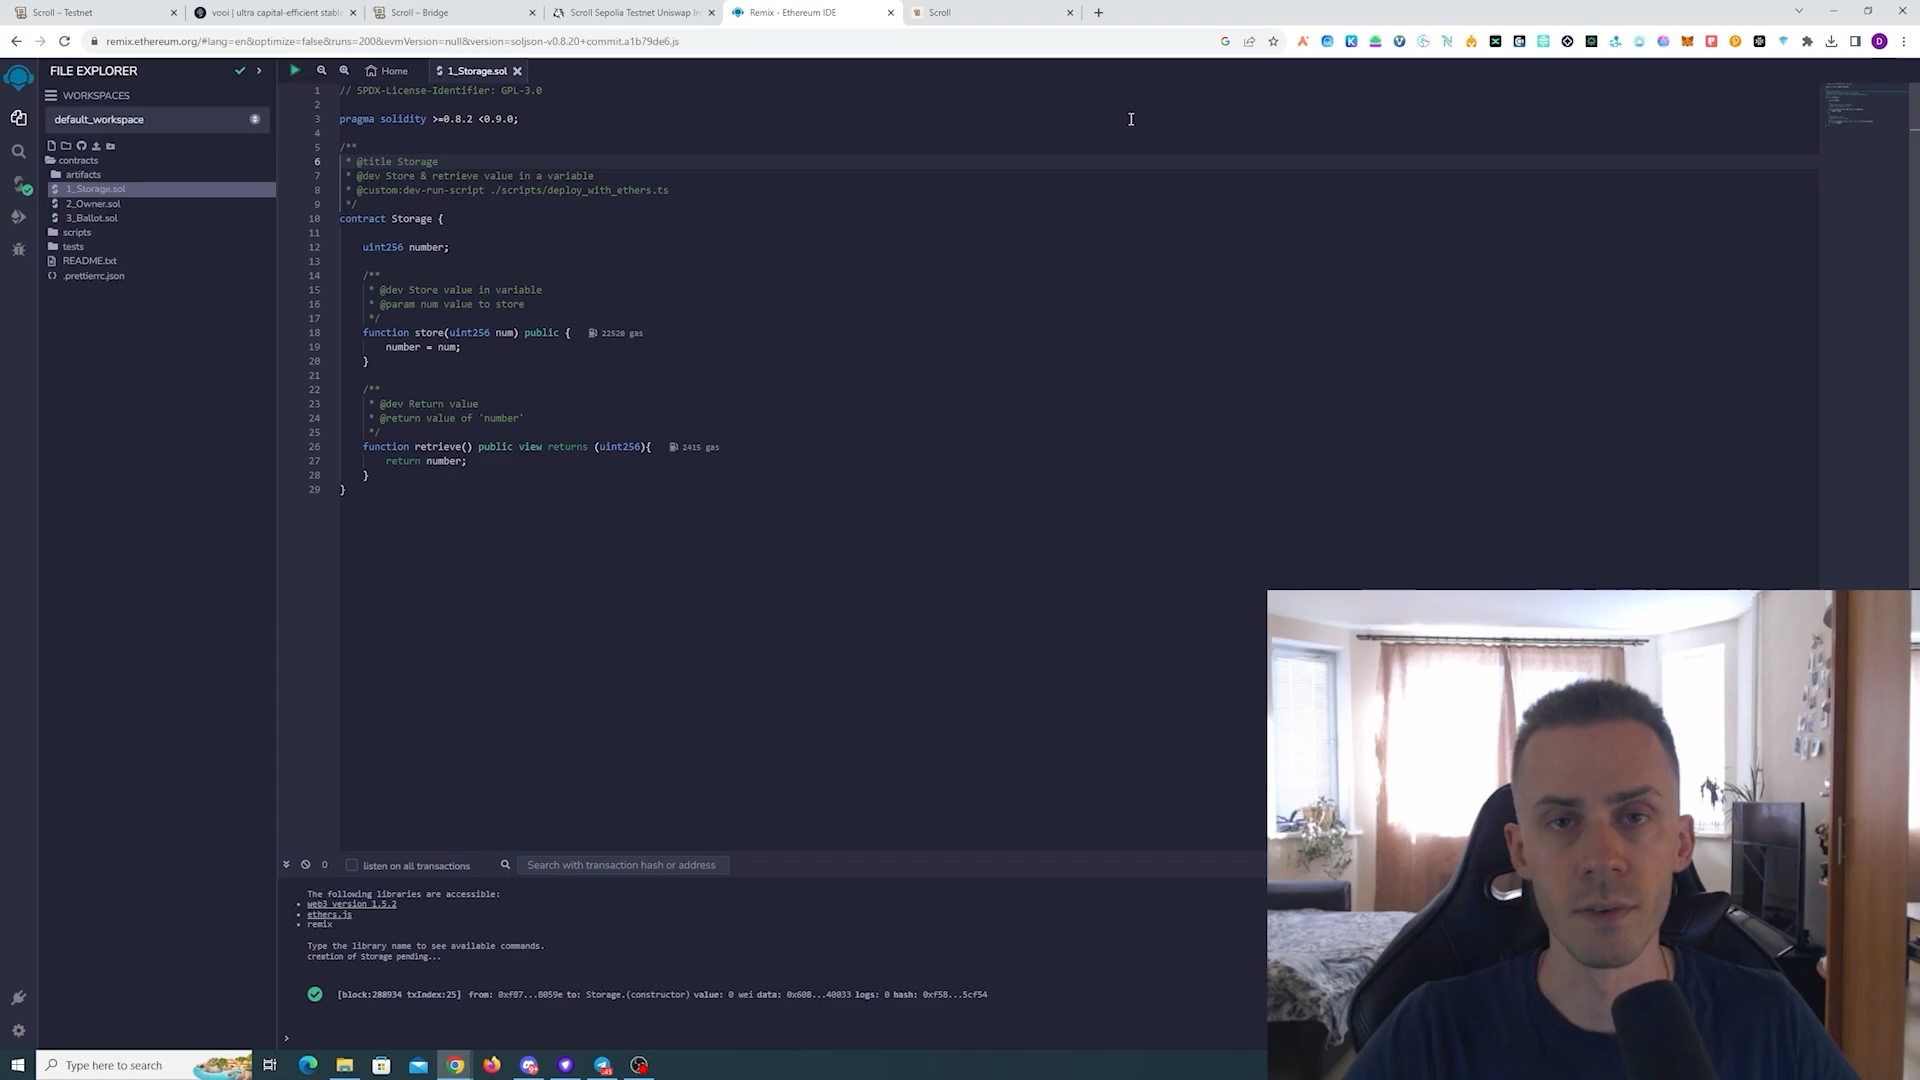 Scroll – Testnet
vooi | ultra capital-efficient stable
Scroll – Bridge
Scroll Sepolia Testnet Uniswap In
Remix - Ethereum IDE
Scroll
remix.ethereum.org/#lang=en&optimize=false&runs=200&evmVersion=null&version=soljson-v0.8.20+commit.a1b79de6.js
FILE EXPLORER
Home
1_Storage.sol
WORKSPACES
default_workspace
contracts
artifacts
1_Storage.sol
2_Owner.sol
3_Ballot.sol
scripts
tests
README.txt
{} .prettierrc.json
1 // SPDX-License-Identifier: GPL-3.0
2
3 pragma solidity >=0.8.2 <0.9.0;
4
5 /**
6 * @title Storage
7 * @dev Store & retrieve value in a variable
8 * @custom:dev-run-script ./scripts/deploy_with_ethers.ts
9 */
10 contract Storage {
11
12 uint256 number;
13
14 /**
15 * @dev Store value in variable
16 * @param num value to store
17 */
18 function store(uint256 num) public { 22520 gas
19 number = num;
20 }
21
22 /**
23 * @dev Return value
24 * @return value of 'number'
25 */
26 function retrieve() public view returns (uint256){ 2415 gas
27 return number;
28 }
29 }
0 listen on all transactions Search with transaction hash or address
The following libraries are accessible:
web3 version 1.5.2
ethers.js
remix
Type the library name to see available commands.
creation of Storage pending...
[block:288934 txIndex:25] from: 0xf87...8059e to: Storage.(constructor) value: 0 wei data: 0x608...40033 logs: 0 hash: 0xf58...5cf54
>
Type here to search